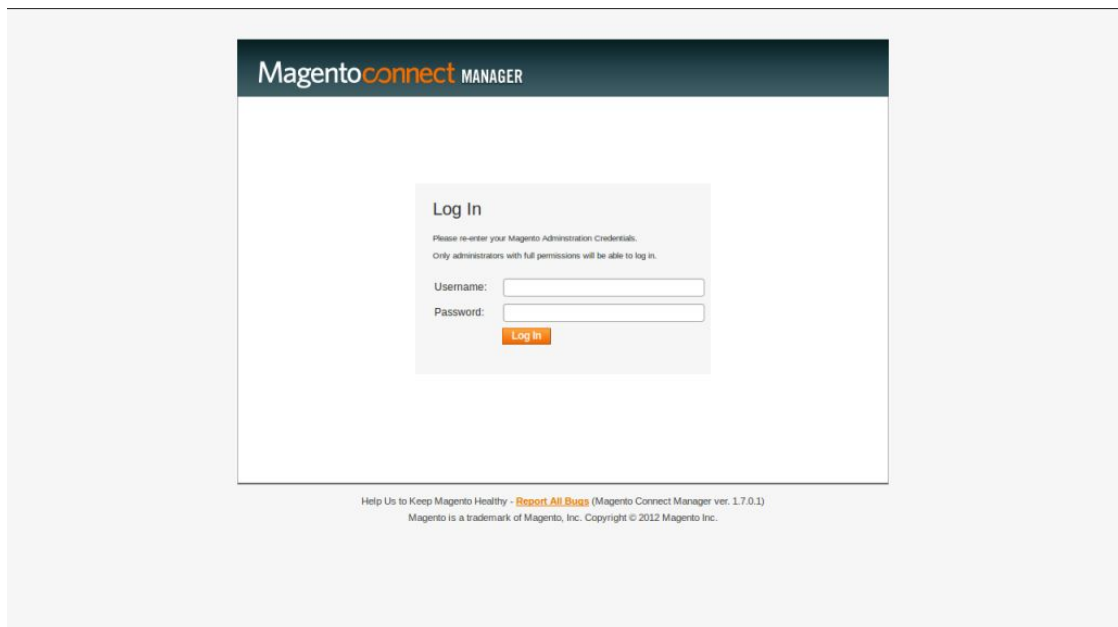 Magentoconnect MANAGER
Log In
Please re-enter your Magento Adminstration Credentials.
Only administrators with full permissions will be able to log in.
Username:
Password:
Log In
Help Us to Keep Magento Healthy - Report All Bugs (Magento Connect Manager ver. 1.7.0.1)
Magento is a trademark of Magento, Inc. Copyright © 2012 Magento Inc.